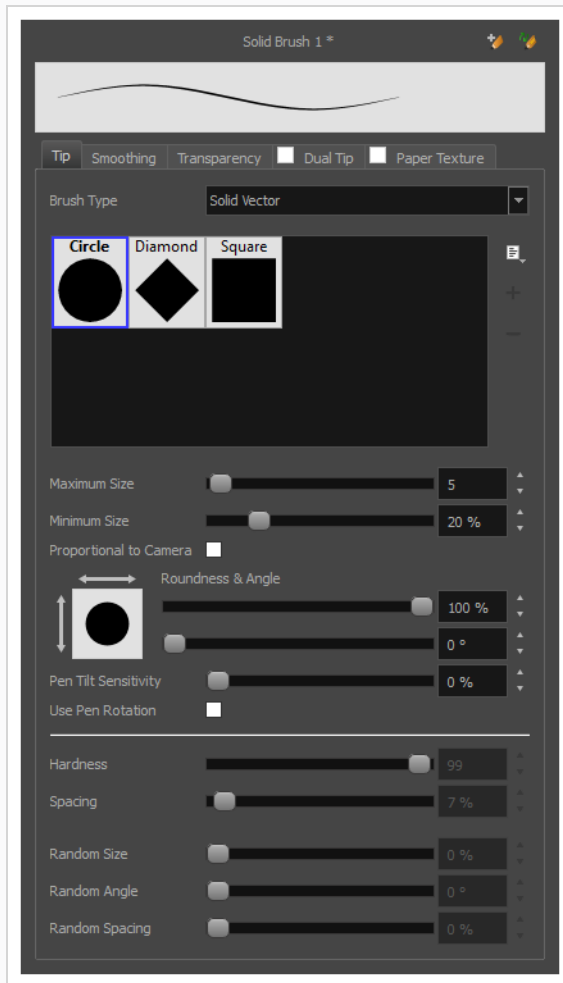 Solid Brush 1 *
Tip Smoothing Transparency Dual Tip Paper Texture
Brush Type Solid Vector
Circle Diamond Square
Maximum Size 5
Minimum Size 20 %
Proportional to Camera
Roundness & Angle
100 %
0 °
Pen Tilt Sensitivity 0 %
Use Pen Rotation
Hardness 99
Spacing 7 %
Random Size 0 %
Random Angle 0 °
Random Spacing 0 %